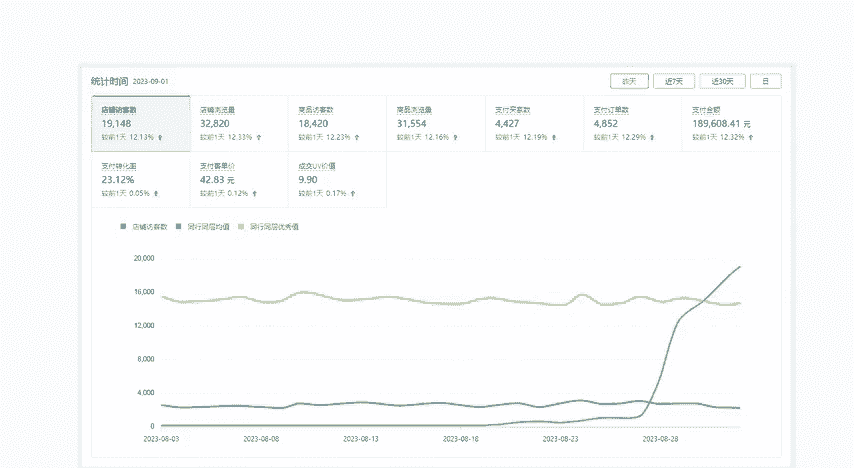 统计时间 2023-09-01
昨天 近7天 近30天 日
店铺访客数 店铺浏览量 商品访客数 商品浏览量 支付买家数 支付订单数 支付金额
19,148 32,820 18,420 31,554 4,427 4,852 189,608.41 元
较前1天 12.13% 较前1天 12.33% 较前1天 12.23% 较前1天 12.16% 较前1天 12.19% 较前1天 12.29% 较前1天 12.32%
支付转化率 支付客单价 成交UV价值
23.12% 42.83 元 9.90
较前1天 0.05% 较前1天 0.12% 较前1天 0.17%
店铺访客数 同行同层均值 同行同层优秀值
20,000
16,000
12,000
8,000
4,000
0
2023-08-03 2023-08-08 2023-08-13 2023-08-18 2023-08-23 2023-08-28